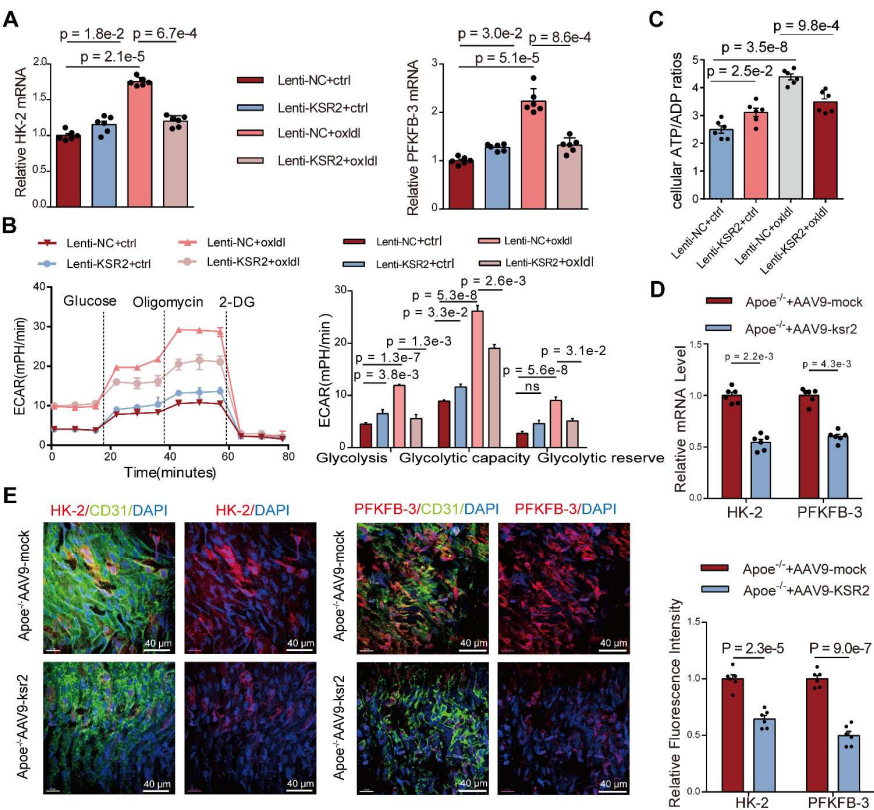 A
p = 1.8e-2 p = 6.7e-4
p = 2.1e-5
Relative HK-2 mRNA
2.0
1.5
1.0
0.5
0.0
Lenti-NC+ctrl
Lenti-KSR2+ctrl
Lenti-NC+oxldl
Lenti-KSR2+oxldl
p = 3.0e-2 p = 8.6e-4
p = 5.1e-5
Relative PFKFB-3 mRNA
3
2
1
0
C
p = 9.8e-4
p = 3.5e-8
p = 2.5e-2
cellular ATP/ADP ratios
5
4
3
2
1
0
Lenti-NC+ctrl
Lenti-KSR2+ctrl
Lenti-NC+oxldl
Lenti-KSR2+oxldl
B
Lenti-NC+ctrl Lenti-NC+oxldl
Lenti-KSR2+ctrl Lenti-KSR2+oxldl
Glucose Oligomycin 2-DG
ECAR(mPH/min)
40
30
20
10
0
0 20 40 60 80
Time(minutes)
Lenti-NC+ctrl Lenti-NC+oxldl
Lenti-KSR2+ctrl Lenti-KSR2+oxldl
p = 2.6e-3
p = 5.3e-8
p = 3.3e-2
p = 1.3e-3
p = 1.3e-7
p = 3.8e-3
p = 3.1e-2
p = 5.6e-8
ns
ECAR(mPH/min)
30
20
10
0
Glycolysis Glycolytic capacity Glycolytic reserve
D
Apoe-/-+AAV9-mock
Apoe-/-+AAV9-ksr2
p = 2.2e-3 p = 4.3e-3
Relative mRNA Level
1.5
1.0
0.5
0.0
HK-2 PFKFB-3
E
HK-2/CD31/DAPI HK-2/DAPI PFKFB-3/CD31/DAPI PFKFB-3/DAPI
Apoe-/-AAV9-mock
40 μm 40 μm
Apoe-/-AAV9-mock
40 μm 40 μm
Apoe-/-AAV9-ksr2
40 μm 40 μm
Apoe-/-AAV9-ksr2
40 μm 40 μm
Apoe-/-+AAV9-mock
Apoe-/-+AAV9-KSR2
P = 2.3e-5 P = 9.0e-7
Relative Fluorescence Intensity
1.5
1.0
0.5
0.0
HK-2 PFKFB-3